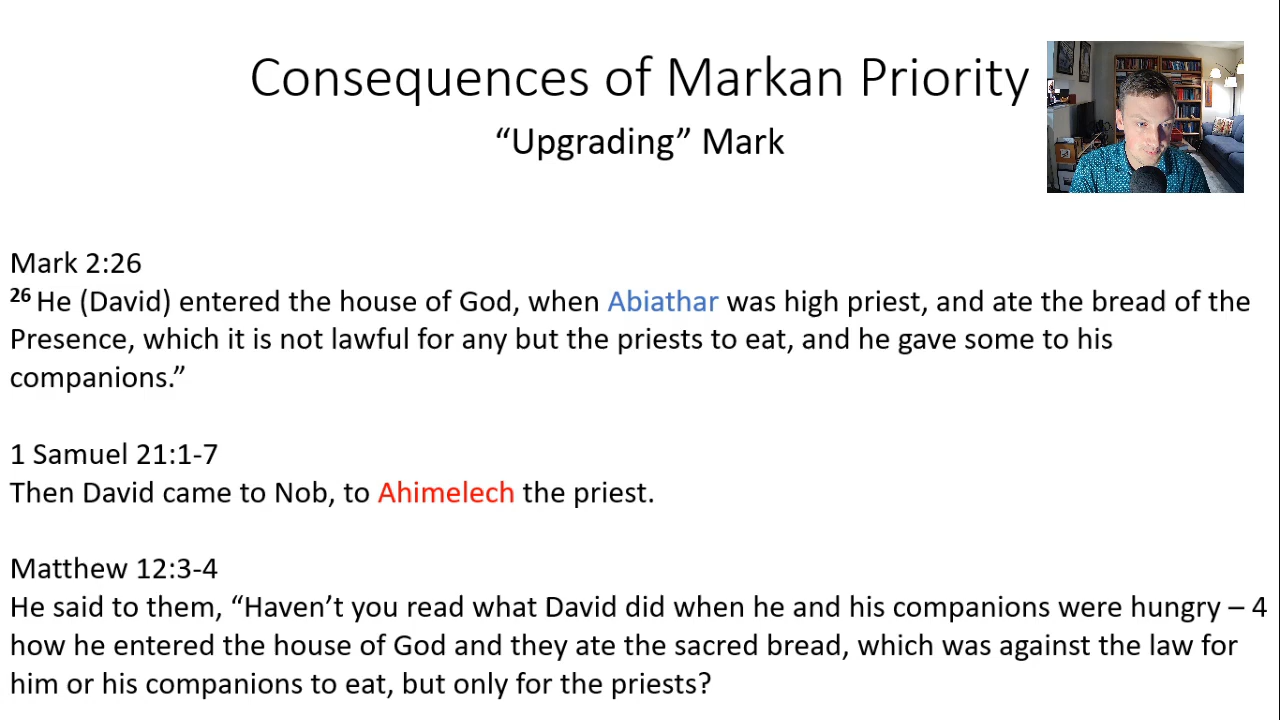 Consequences of Markan Priority
“Upgrading” Mark
Mark 2:26
26 He (David) entered the house of God, when Abiathar was high priest, and ate the bread of the
Presence, which it is not lawful for any but the priests to eat, and he gave some to his
companions.”
1 Samuel 21:1-7
Then David came to Nob, to Ahimelech the priest.
Matthew 12:3-4
He said to them, “Haven’t you read what David did when he and his companions were hungry – 4
how he entered the house of God and they ate the sacred bread, which was against the law for
him or his companions to eat, but only for the priests?